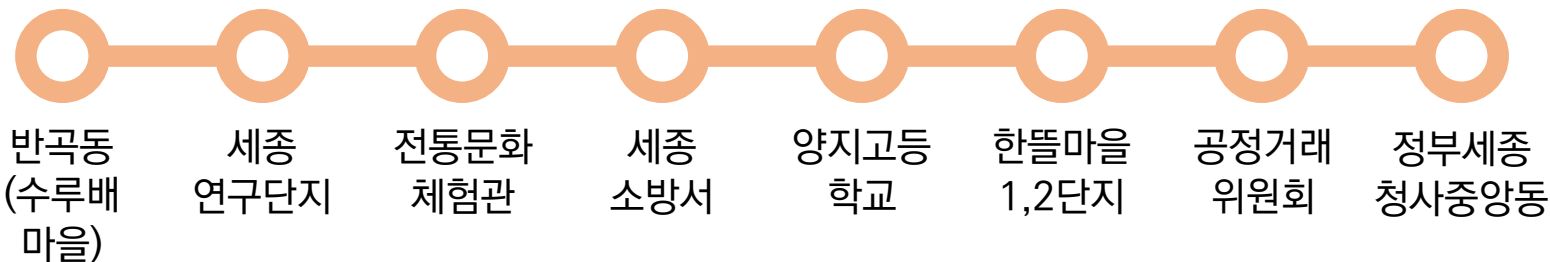 반곡동
(수루배
마을)
세종
연구단지
전통문화
체험관
세종
소방서
양지고등
학교
한뜰마을
1,2단지
공정거래
위원회
정부세종
청사중앙동